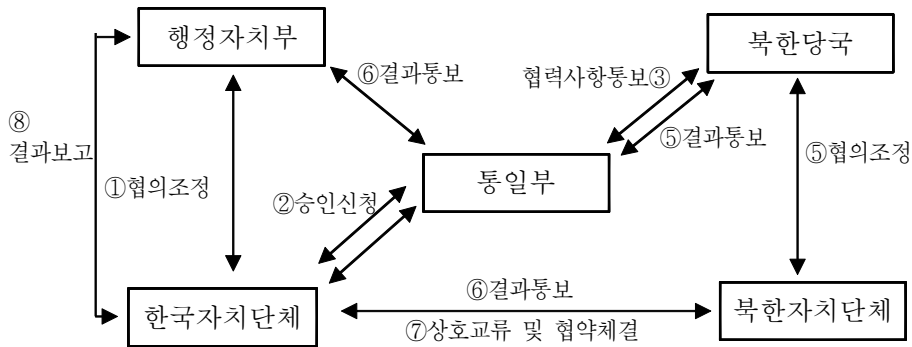 행정자치부
북한당국
⑥결과통보
협력사항통보③
⑧
결과보고
⑤결과통보
⑤협의조정
통일부
①협의조정
②승인신청
⑥결과통보
한국자치단체
북한자치단체
⑦상호교류 및 협약체결